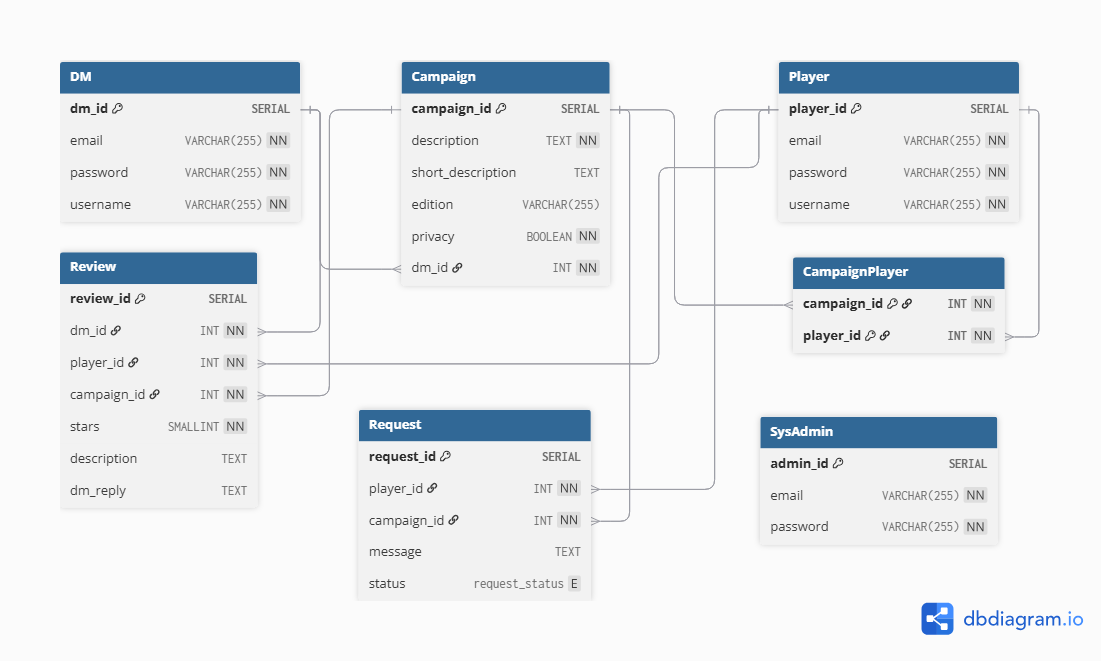 DM
dm_id SERIAL
email VARCHAR(255) NN
password VARCHAR(255) NN
username VARCHAR(255) NN
Campaign
campaign_id SERIAL
description TEXT NN
short_description TEXT
edition VARCHAR(255)
privacy BOOLEAN NN
dm_id INT NN
Player
player_id SERIAL
email VARCHAR(255) NN
password VARCHAR(255) NN
username VARCHAR(255) NN
Review
review_id SERIAL
dm_id INT NN
player_id INT NN
campaign_id INT NN
stars SMALLINT NN
description TEXT
dm_reply TEXT
CampaignPlayer
campaign_id INT NN
player_id INT NN
Request
request_id SERIAL
player_id INT NN
campaign_id INT NN
message TEXT
status request_status E
SysAdmin
admin_id SERIAL
email VARCHAR(255) NN
password VARCHAR(255) NN
dbdiagram.io